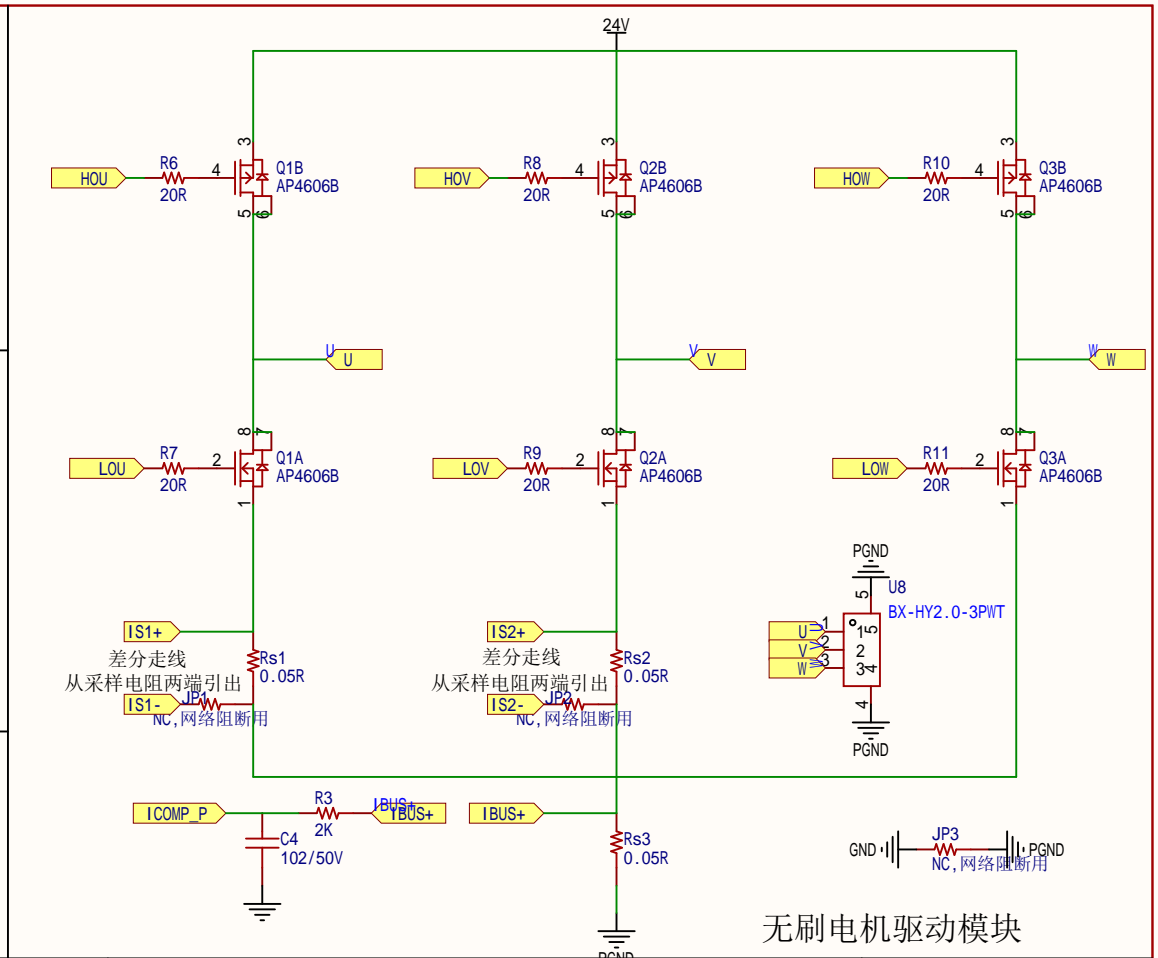 24V
HOU
R6
20R
4
3
5
6
Q1B
AP4606B
HOV
R8
20R
4
3
5
6
Q2B
AP4606B
HOW
R10
20R
4
3
5
6
Q3B
AP4606B
U
U
V
V
W
W
LOU
R7
20R
2
8
7
1
Q1A
AP4606B
LOV
R9
20R
2
8
7
1
Q2A
AP4606B
LOW
R11
20R
2
8
7
1
Q3A
AP4606B
IS1+
差分走线
从采样电阻两端引出
Rs1
0.05R
IS1-
JP1
NC,网络阻断用
IS2+
差分走线
从采样电阻两端引出
Rs2
0.05R
IS2-
JP2
NC,网络阻断用
PGND
5
U8
BX-HY2.0-3PWT
U
U
1
1
5
V
V
2
2
W
W
3
3
4
4
PGND
ICOMP_P
R3
2K
IBUS+
IBUS+
C4
102/50V
IBUS+
Rs3
0.05R
PGND
GND
JP3
NC,网络阻断用
PGND
无刷电机驱动模块